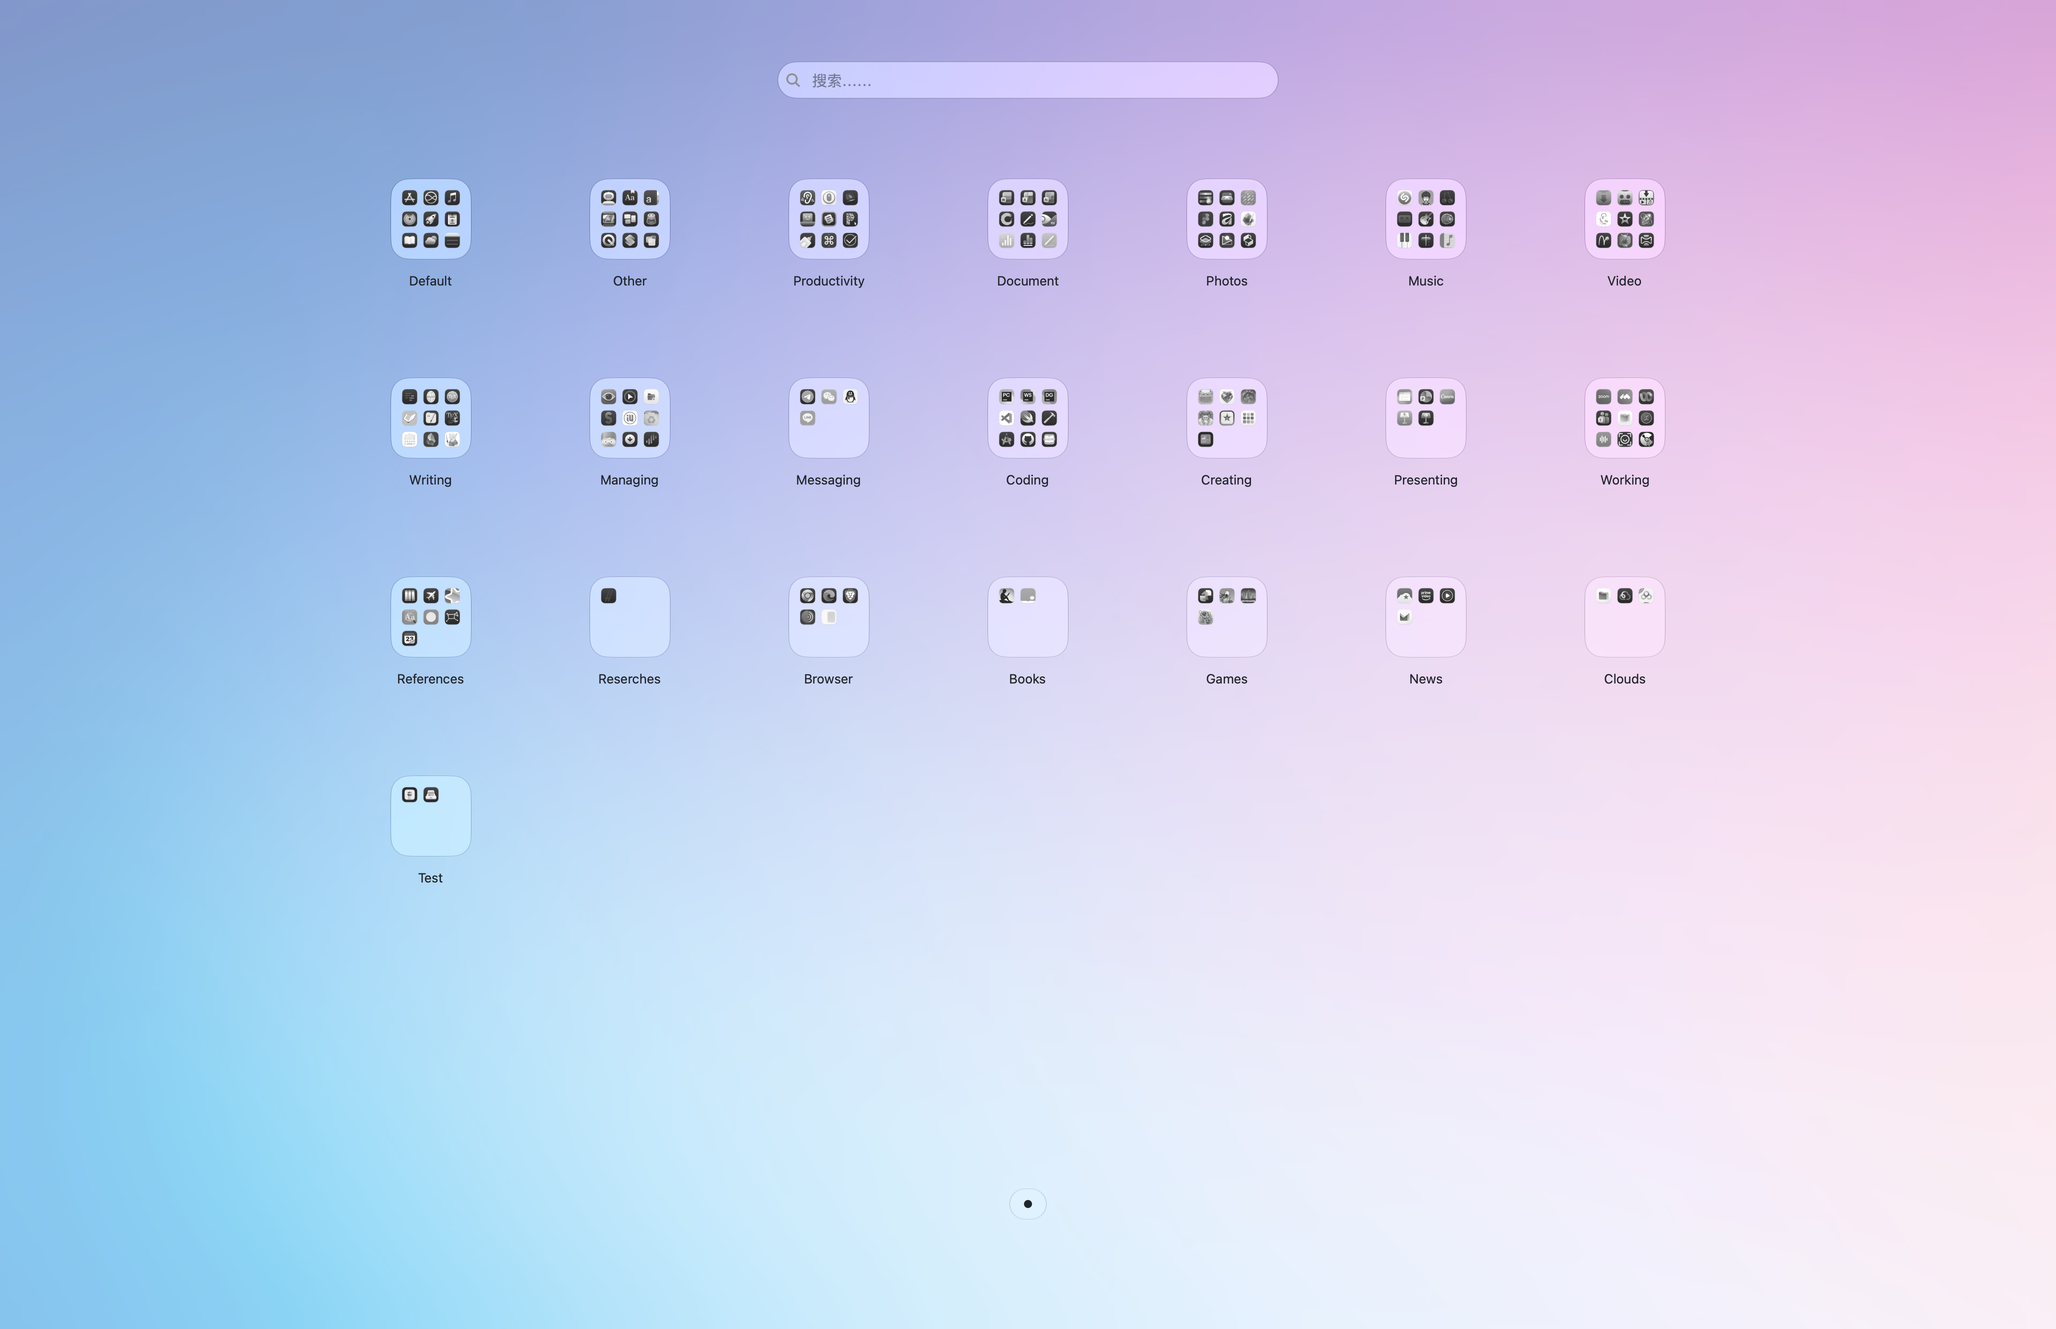 搜索……
Default
Other
Productivity
Document
Photos
Music
Video
Writing
Managing
Messaging
Coding
Creating
Presenting
Working
References
Reserches
Browser
Books
Games
News
Clouds
Test